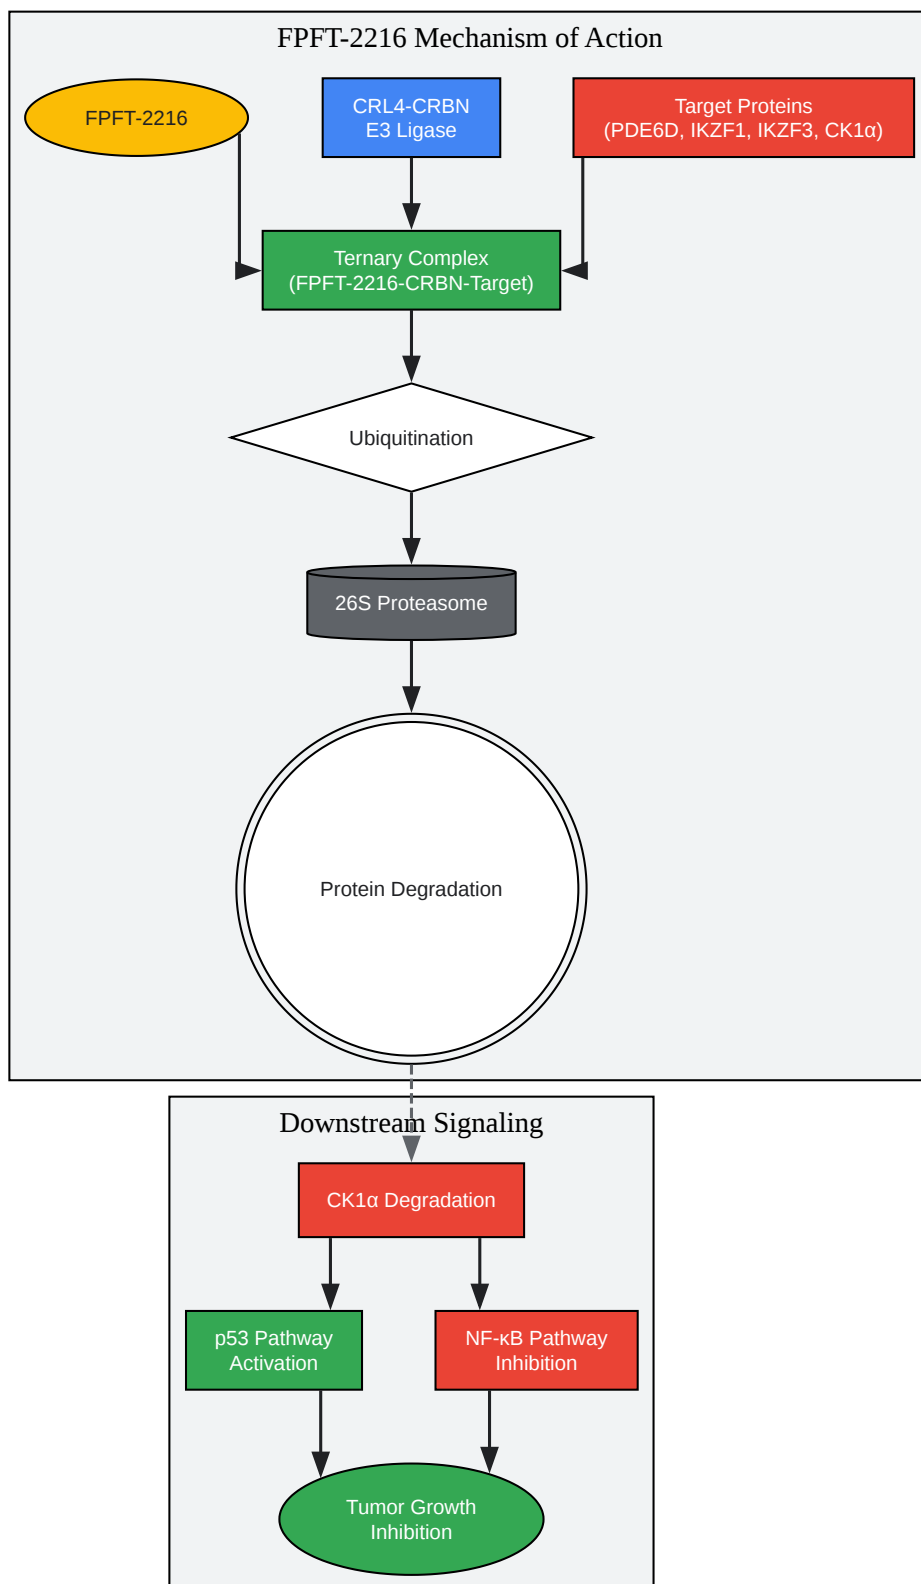 FPFT-2216 Mechanism of Action
FPFT-2216
CRL4-CRBN
E3 Ligase
Target Proteins
(PDE6D, IKZF1, IKZF3, CK1α)
Ternary Complex
(FPFT-2216-CRBN-Target)
Ubiquitination
26S Proteasome
Protein Degradation
Downstream Signaling
CK1α Degradation
p53 Pathway
Activation
NF-κB Pathway
Inhibition
Tumor Growth
Inhibition